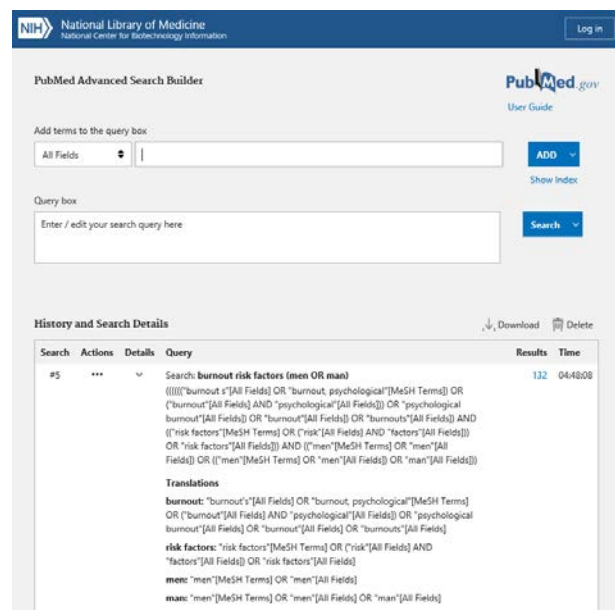 NIH National Library of Medicine
National Center for Biotechnology Information
Log in
PubMed Advanced Search Builder
PubMed.gov
User Guide
Add terms to the query box
All Fields
ADD
Show Index
Query box
Enter / edit your search query here
Search
History and Search Details
Download
Delete
Search Actions Details Query Results Time
#5 ••• Search: burnout risk factors (men OR man) 132 04:48:08
(((((("burnout s"[All Fields] OR "burnout, psychological"[MeSH Terms]) OR
("burnout"[All Fields] AND "psychological"[All Fields])) OR "psychological
burnout"[All Fields]) OR "burnout"[All Fields]) OR "burnouts"[All Fields]) AND
(("risk factors"[MeSH Terms] OR ("risk"[All Fields] AND "factors"[All Fields]))
OR "risk factors"[All Fields])) AND (("men"[MeSH Terms] OR "men"[All
Fields]) OR (("men"[MeSH Terms] OR "men"[All Fields]) OR "man"[All Fields]))
Translations
burnout: "burnout's"[All Fields] OR "burnout, psychological"[MeSH Terms]
OR ("burnout"[All Fields] AND "psychological"[All Fields]) OR "psychological
burnout"[All Fields] OR "burnout"[All Fields] OR "burnouts"[All Fields]
risk factors: "risk factors"[MeSH Terms] OR ("risk"[All Fields] AND
"factors"[All Fields]) OR "risk factors"[All Fields]
men: "men"[MeSH Terms] OR "men"[All Fields]
man: "men"[MeSH Terms] OR "men"[All Fields] OR "man"[All Fields]